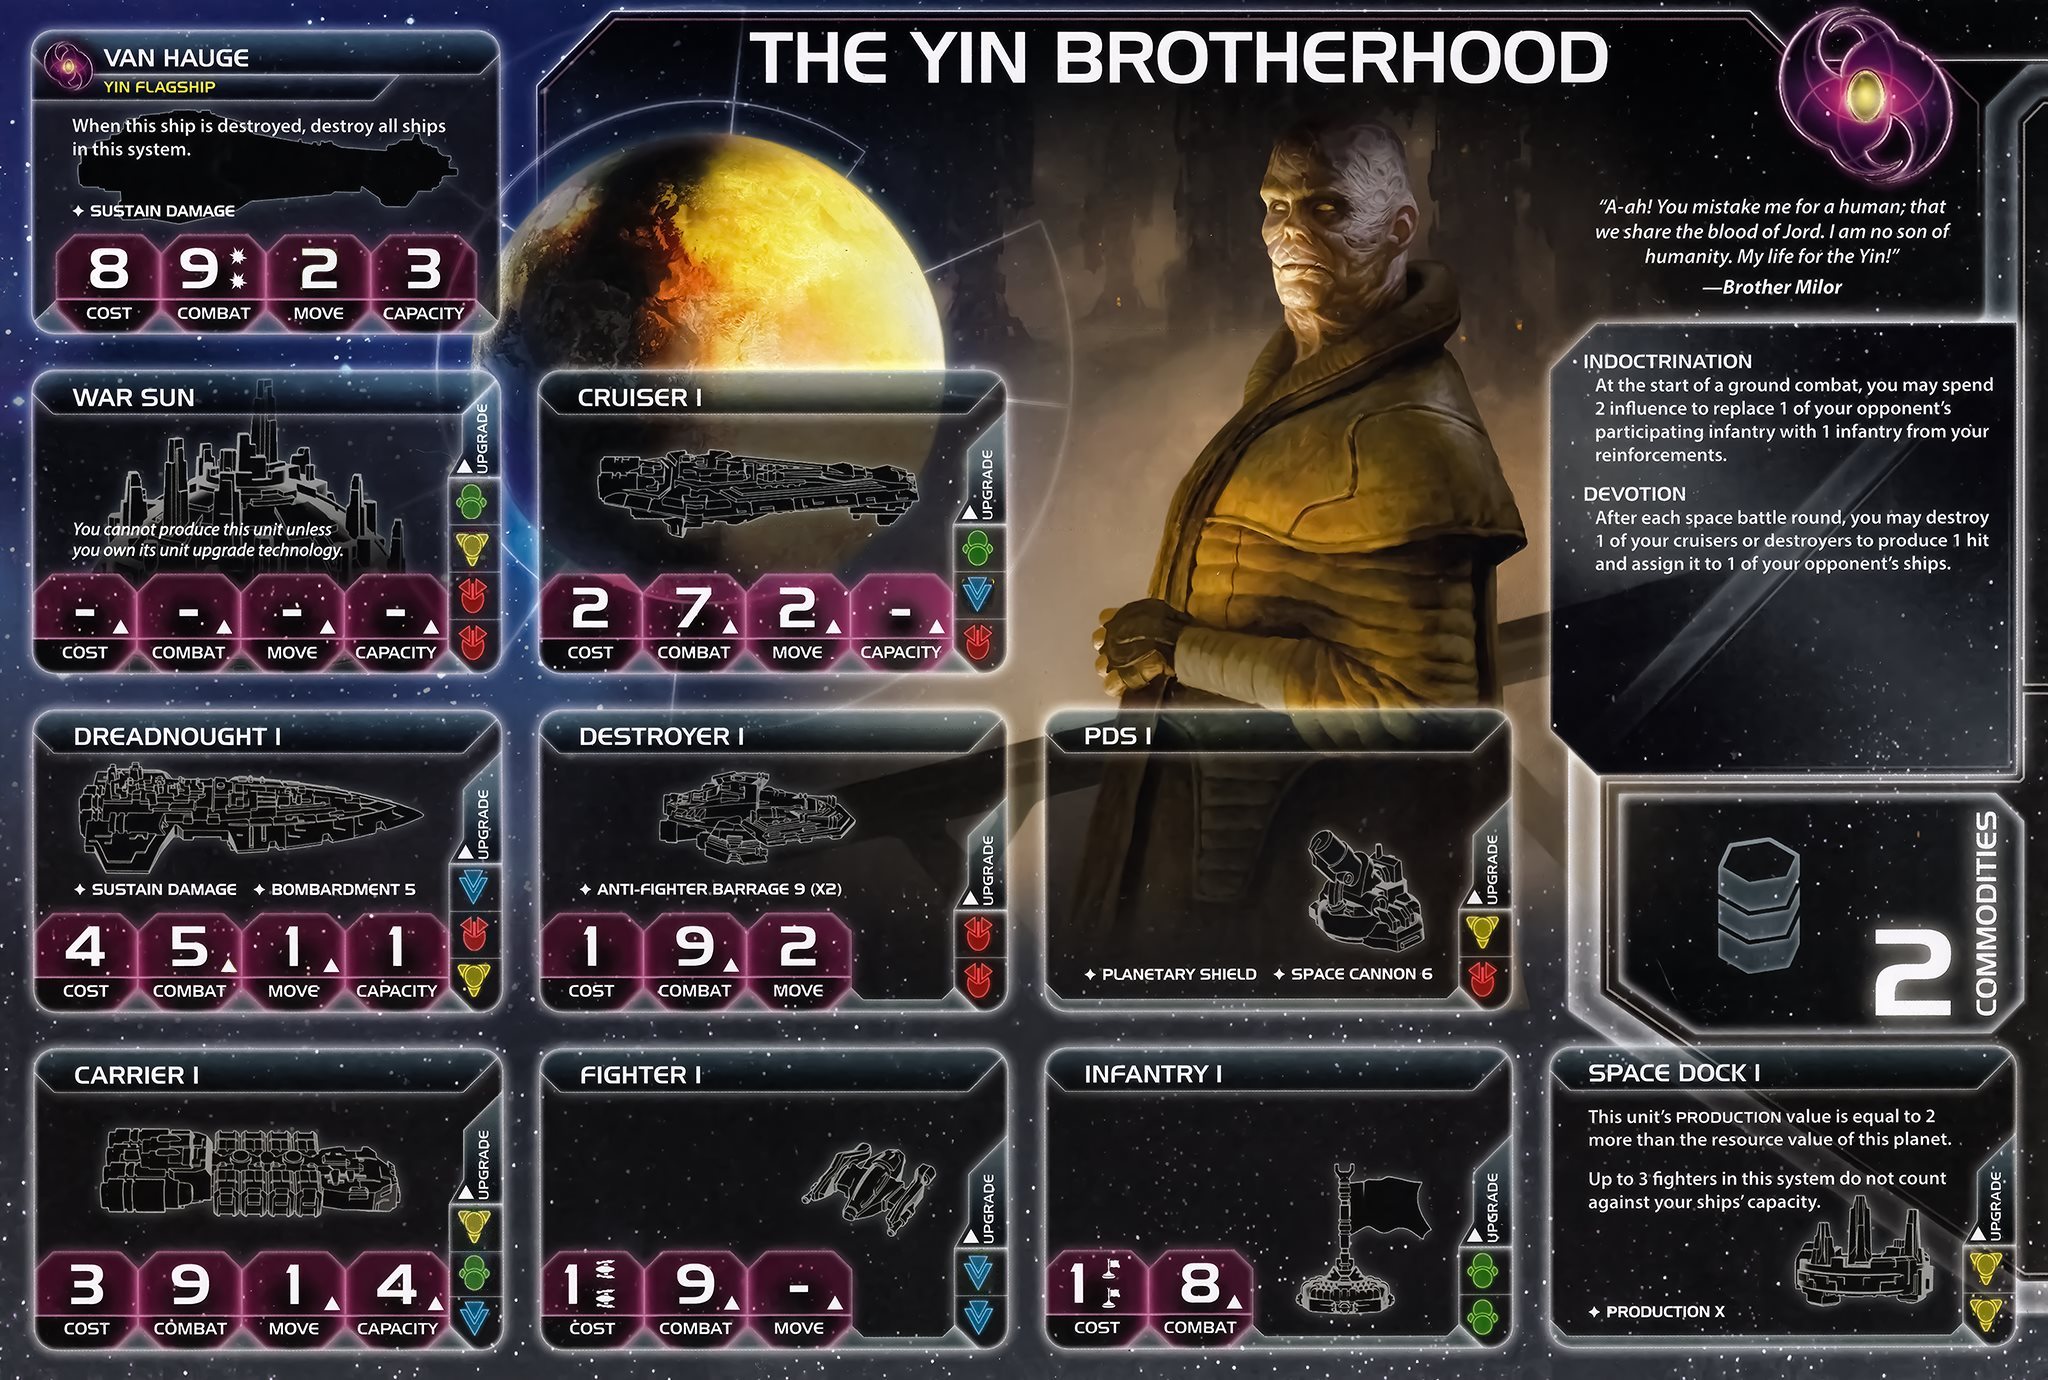 THE YIN BROTHERHOOD
VAN HAUGE
YIN FLAGSHIP
When this ship is destroyed, destroy all ships
in this system.
✦ SUSTAIN DAMAGE
8 9 2 3
COST COMBAT MOVE CAPACITY
“A-ah! You mistake me for a human; that
we share the blood of Jord. I am no son of
humanity. My life for the Yin!”
—Brother Milor
INDOCTRINATION
At the start of a ground combat, you may spend
2 influence to replace 1 of your opponent’s
participating infantry with 1 infantry from your
reinforcements.
DEVOTION
After each space battle round, you may destroy
1 of your cruisers or destroyers to produce 1 hit
and assign it to 1 of your opponent’s ships.
WAR SUN
UPGRADE
You cannot produce this unit unless
you own its unit upgrade technology.
- - - -
COST COMBAT MOVE CAPACITY
CRUISER I
UPGRADE
2 7 2 -
COST COMBAT MOVE CAPACITY
DREADNOUGHT I
UPGRADE
✦ SUSTAIN DAMAGE ✦ BOMBARDMENT 5
4 5 1 1
COST COMBAT MOVE CAPACITY
DESTROYER I
UPGRADE
✦ ANTI-FIGHTER BARRAGE 9 (X2)
1 9 2
COST COMBAT MOVE
PDS I
UPGRADE
✦ PLANETARY SHIELD ✦ SPACE CANNON 6
2
COMMODITIES
CARRIER I
UPGRADE
3 9 1 4
COST COMBAT MOVE CAPACITY
FIGHTER I
UPGRADE
1 9 -
COST COMBAT MOVE
INFANTRY I
UPGRADE
1 8
COST COMBAT
SPACE DOCK I
This unit’s PRODUCTION value is equal to 2
more than the resource value of this planet.
Up to 3 fighters in this system do not count
against your ships’ capacity.
UPGRADE
✦ PRODUCTION X